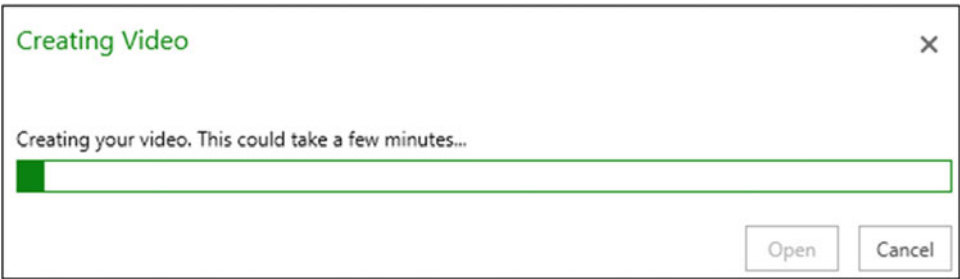 Creating Video
Creating your video. This could take a few minutes...
Open
Cancel